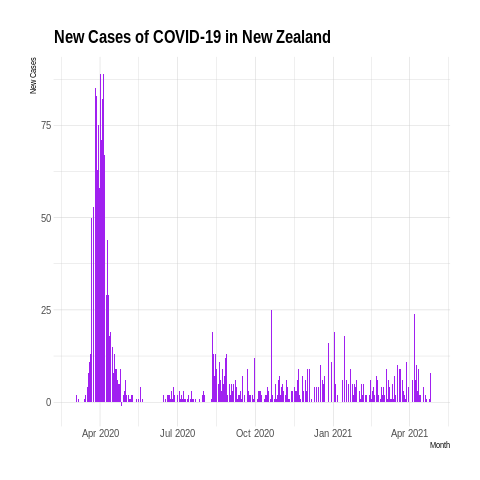 New Cases of COVID-19 in New Zealand
New Cases
75
50
25
0
Apr 2020 Jul 2020 Oct 2020 Jan 2021 Apr 2021
Month